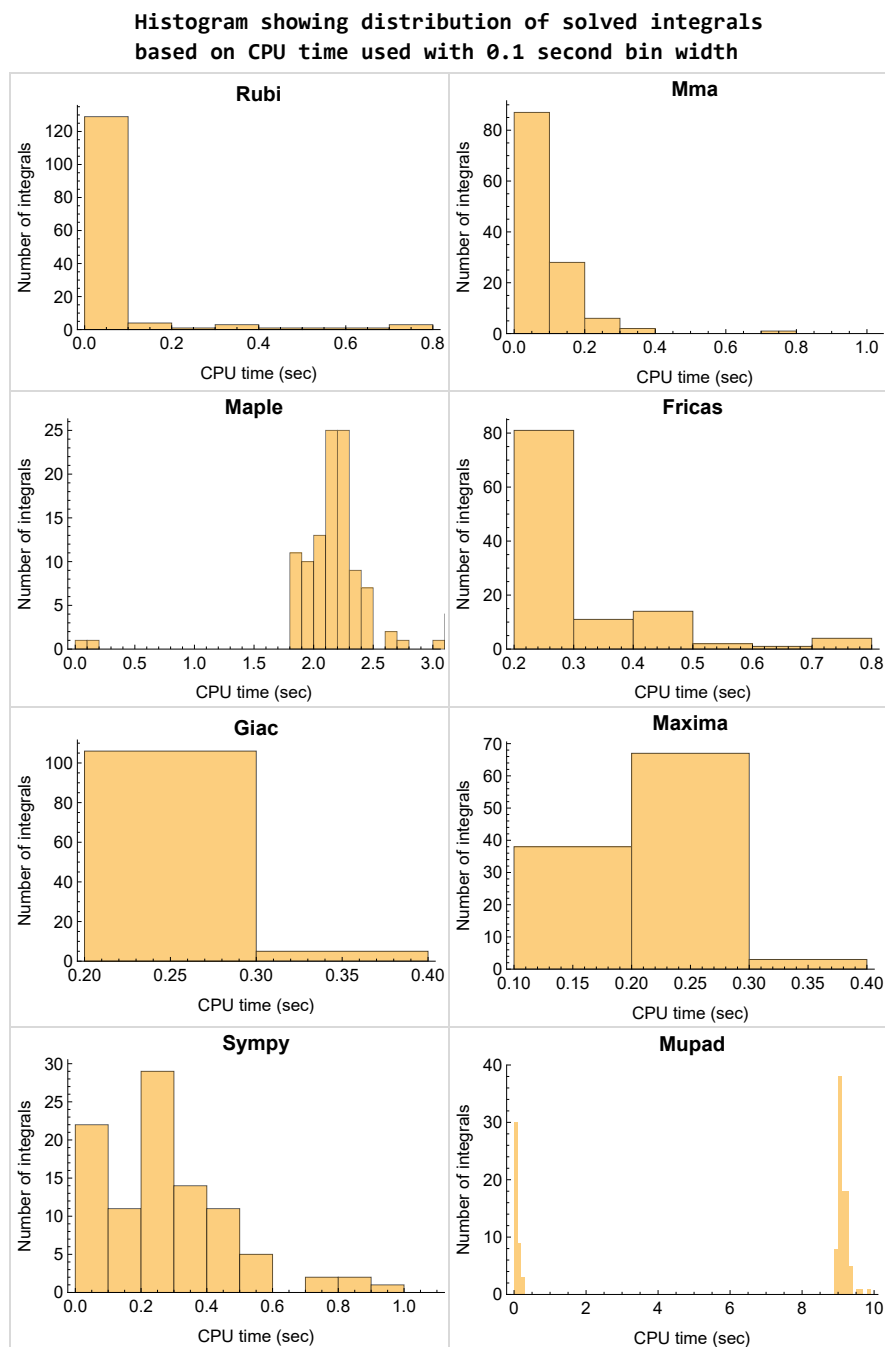 Histogram showing distribution of solved integrals
based on CPU time used with 0.1 second bin width
Rubi
Number of integrals
120
100
80
60
40
20
0
0.0 0.2 0.4 0.6 0.8
CPU time (sec)
Mma
Number of integrals
80
60
40
20
0
0.0 0.2 0.4 0.6 0.8 1.0
CPU time (sec)
Maple
Number of integrals
25
20
15
10
5
0
0.0 0.5 1.0 1.5 2.0 2.5 3.0
CPU time (sec)
Fricas
Number of integrals
80
60
40
20
0
0.2 0.3 0.4 0.5 0.6 0.7 0.8
CPU time (sec)
Giac
Number of integrals
100
80
60
40
20
0
0.20 0.25 0.30 0.35 0.40
CPU time (sec)
Maxima
Number of integrals
70
60
50
40
30
20
10
0
0.10 0.15 0.20 0.25 0.30 0.35 0.40
CPU time (sec)
Sympy
Number of integrals
30
25
20
15
10
5
0
0.0 0.2 0.4 0.6 0.8 1.0
CPU time (sec)
Mupad
Number of integrals
40
30
20
10
0
0 2 4 6 8 10
CPU time (sec)